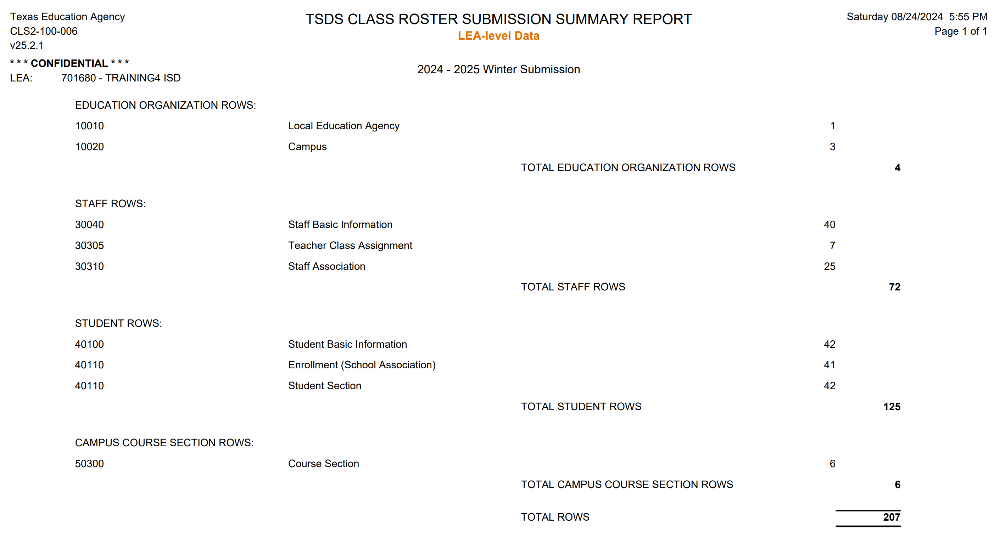 Texas Education Agency
TSDS CLASS ROSTER SUBMISSION SUMMARY REPORT
Saturday 08/24/2024 5:55 PM
CLS2-100-006
LEA-level Data
Page 1 of 1
v25.2.1
* * * CONFIDENTIAL * * *
2024 - 2025 Winter Submission
LEA: 701680 - TRAINING4 ISD
EDUCATION ORGANIZATION ROWS:
10010 Local Education Agency 1
10020 Campus 3
TOTAL EDUCATION ORGANIZATION ROWS 4
STAFF ROWS:
30040 Staff Basic Information 40
30305 Teacher Class Assignment 7
30310 Staff Association 25
TOTAL STAFF ROWS 72
STUDENT ROWS:
40100 Student Basic Information 42
40110 Enrollment (School Association) 41
40110 Student Section 42
TOTAL STUDENT ROWS 125
CAMPUS COURSE SECTION ROWS:
50300 Course Section 6
TOTAL CAMPUS COURSE SECTION ROWS 6
TOTAL ROWS 207